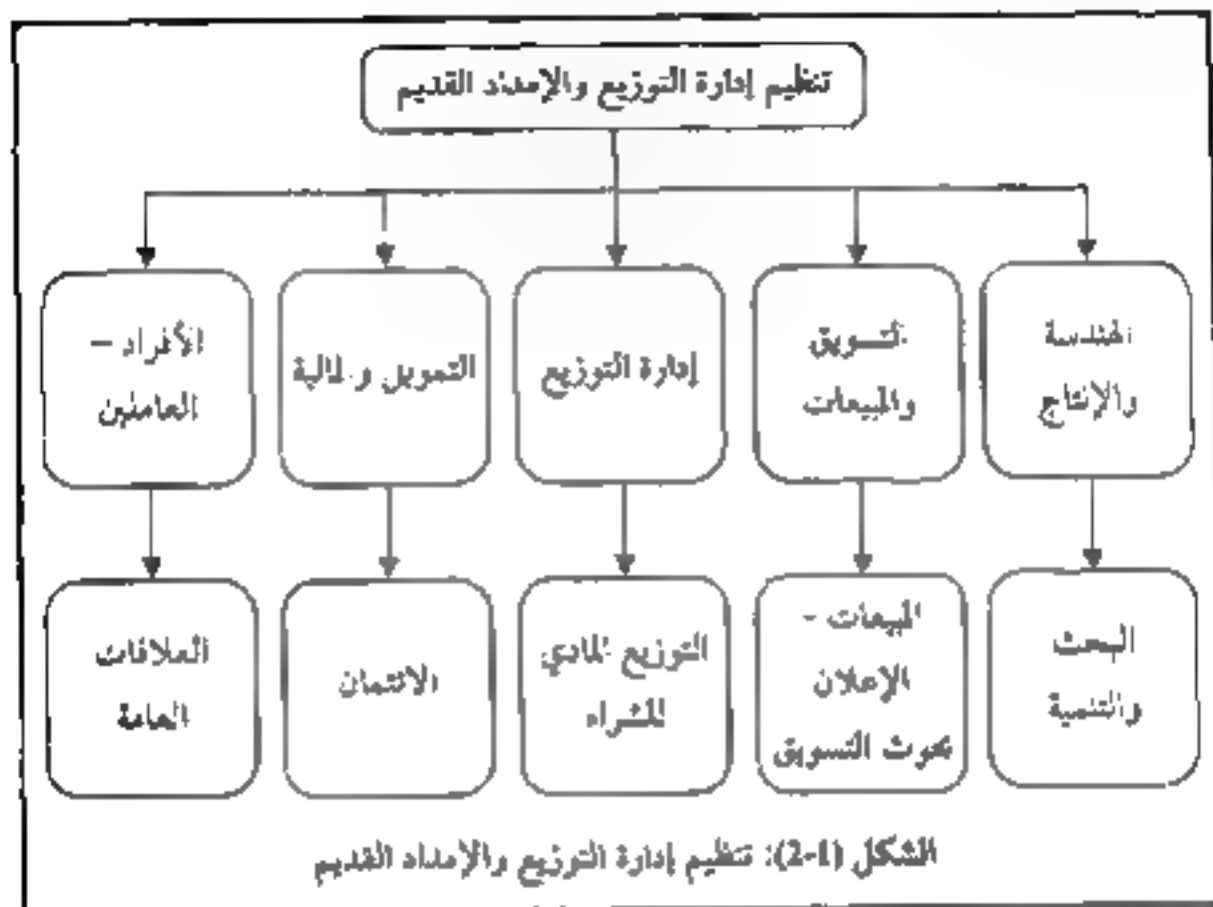 تنظيم إدارة التوزيع والإمداد القديم
الهندسة
والإنتاج
التسويق
والمبيعات
إدارة التوزيع
التمويل والمالية
الأفراد –
العاملين
البحث
والتنمية
المبيعات -
الإعلان
بحوث التسويق
التوزيع المادي
للشراء
الائتمان
العلاقات
العامة
الشكل (1-2): تنظيم إدارة التوزيع والإمداد القديم